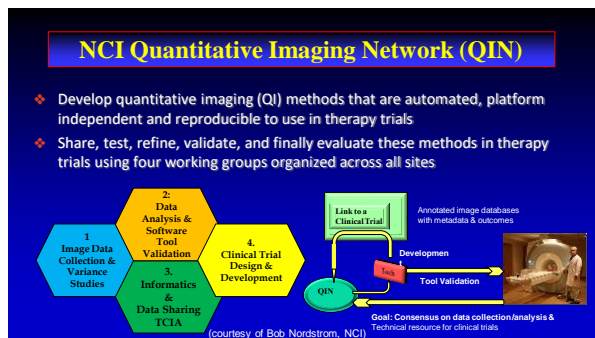 NCI Quantitative Imaging Network (QIN)
❖ Develop quantitative imaging (QI) methods that are automated, platform
independent and reproducible to use in therapy trials
❖ Share, test, refine, validate, and finally evaluate these methods in therapy
trials using four working groups organized across all sites
1
Image Data
Collection &
Variance
Studies
2:
Data
Analysis &
Software
Tool
Validation
3.
Informatics
&
Data Sharing
TCIA
4.
Clinical Trial
Design &
Development
Link to a
Clinical Trial
Annotated image databases
with metadata & outcomes
Developmen
Tech
Tool Validation
QIN
Goal: Consensus on data collection/analysis &
Technical resource for clinical trials
(courtesy of Bob Nordstrom, NCI)